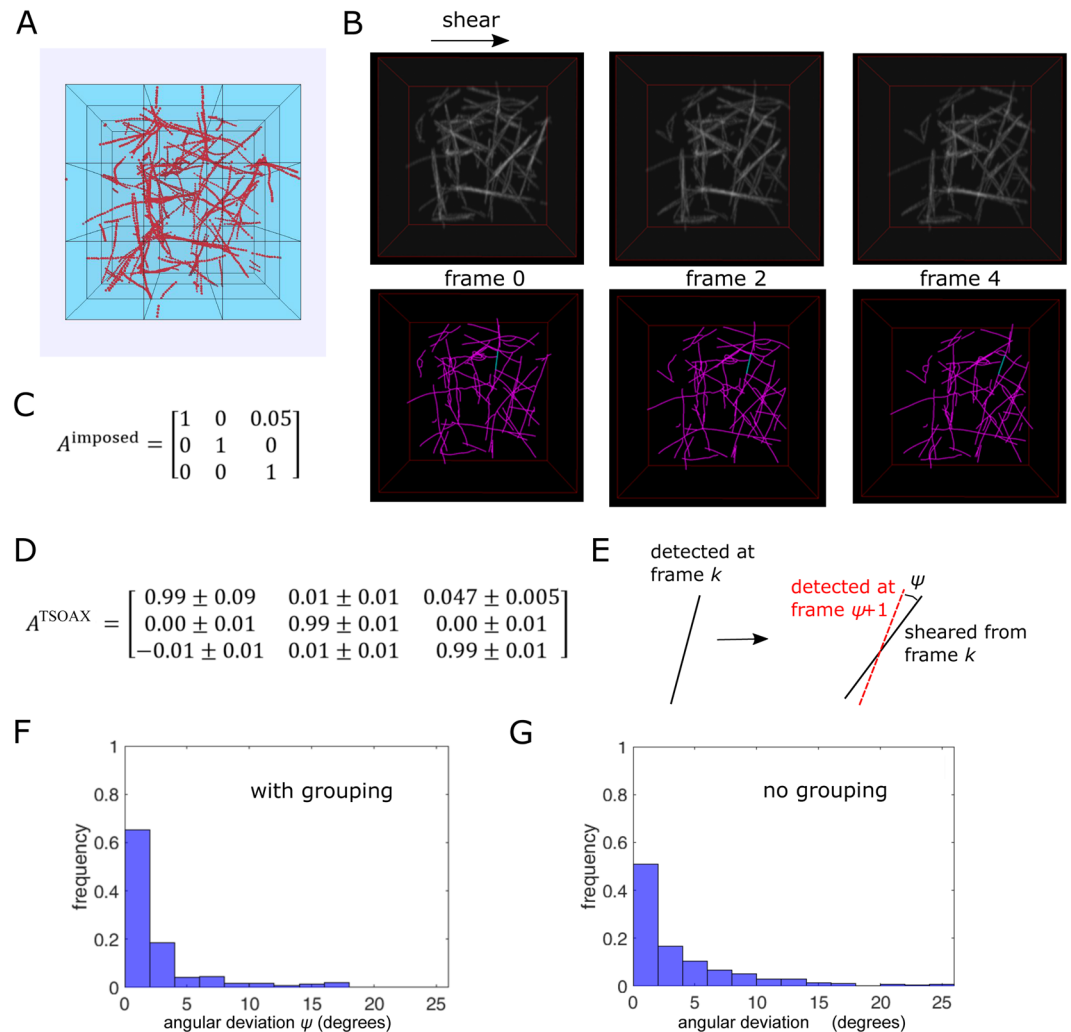 A
B
shear
frame 0
frame 2
frame 4
C
A^imposed = [1 0 0.05
0 1 0
0 0 1]
D
A^TSOAX = [0.99 ± 0.09 0.01 ± 0.01 0.047 ± 0.005
0.00 ± 0.01 0.99 ± 0.01 0.00 ± 0.01
−0.01 ± 0.01 0.01 ± 0.01 0.99 ± 0.01]
E
detected at
frame k
detected at
frame ψ+1
ψ
sheared from
frame k
F
with grouping
frequency
1
0.8
0.6
0.4
0.2
0
0 5 10 15 20 25
angular deviation ψ (degrees)
G
no grouping
frequency
1
0.8
0.6
0.4
0.2
0
0 5 10 15 20 25
angular deviation (degrees)